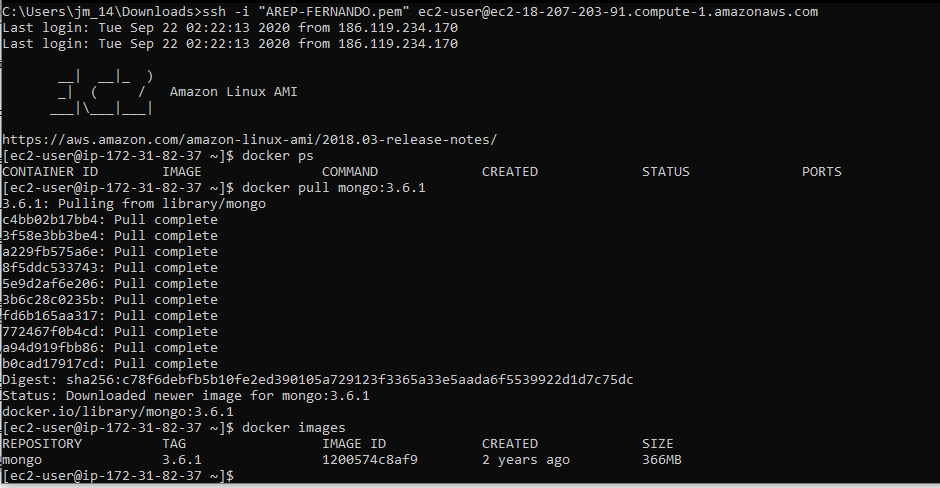 C:\Users\jm_14\Downloads>ssh -i "AREP-FERNANDO.pem" ec2-user@ec2-18-207-203-91.compute-1.amazonaws.com
Last login: Tue Sep 22 02:22:13 2020 from 186.119.234.170
Last login: Tue Sep 22 02:22:13 2020 from 186.119.234.170
       __|  __|_  )
       _|  (     /   Amazon Linux AMI
      ___|\___|___|
https://aws.amazon.com/amazon-linux-ami/2018.03-release-notes/
[ec2-user@ip-172-31-82-37 ~]$ docker ps
CONTAINER ID        IMAGE               COMMAND             CREATED             STATUS              PORTS
[ec2-user@ip-172-31-82-37 ~]$ docker pull mongo:3.6.1
3.6.1: Pulling from library/mongo
c4bb02b17bb4: Pull complete
3f58e3bb3be4: Pull complete
a229fb575a6e: Pull complete
8f5ddc533743: Pull complete
5e9d2af6e206: Pull complete
3b6c28c0235b: Pull complete
fd6b165aa317: Pull complete
772467f0b4cd: Pull complete
a94d919fbb86: Pull complete
b0cad17917cd: Pull complete
Digest: sha256:c78f6debfb5b10fe2ed390105a729123f3365a33e5aada6f5539922d1d7c75dc
Status: Downloaded newer image for mongo:3.6.1
docker.io/library/mongo:3.6.1
[ec2-user@ip-172-31-82-37 ~]$ docker images
REPOSITORY          TAG                 IMAGE ID            CREATED             SIZE
mongo               3.6.1               1200574c8af9        2 years ago         366MB
[ec2-user@ip-172-31-82-37 ~]$